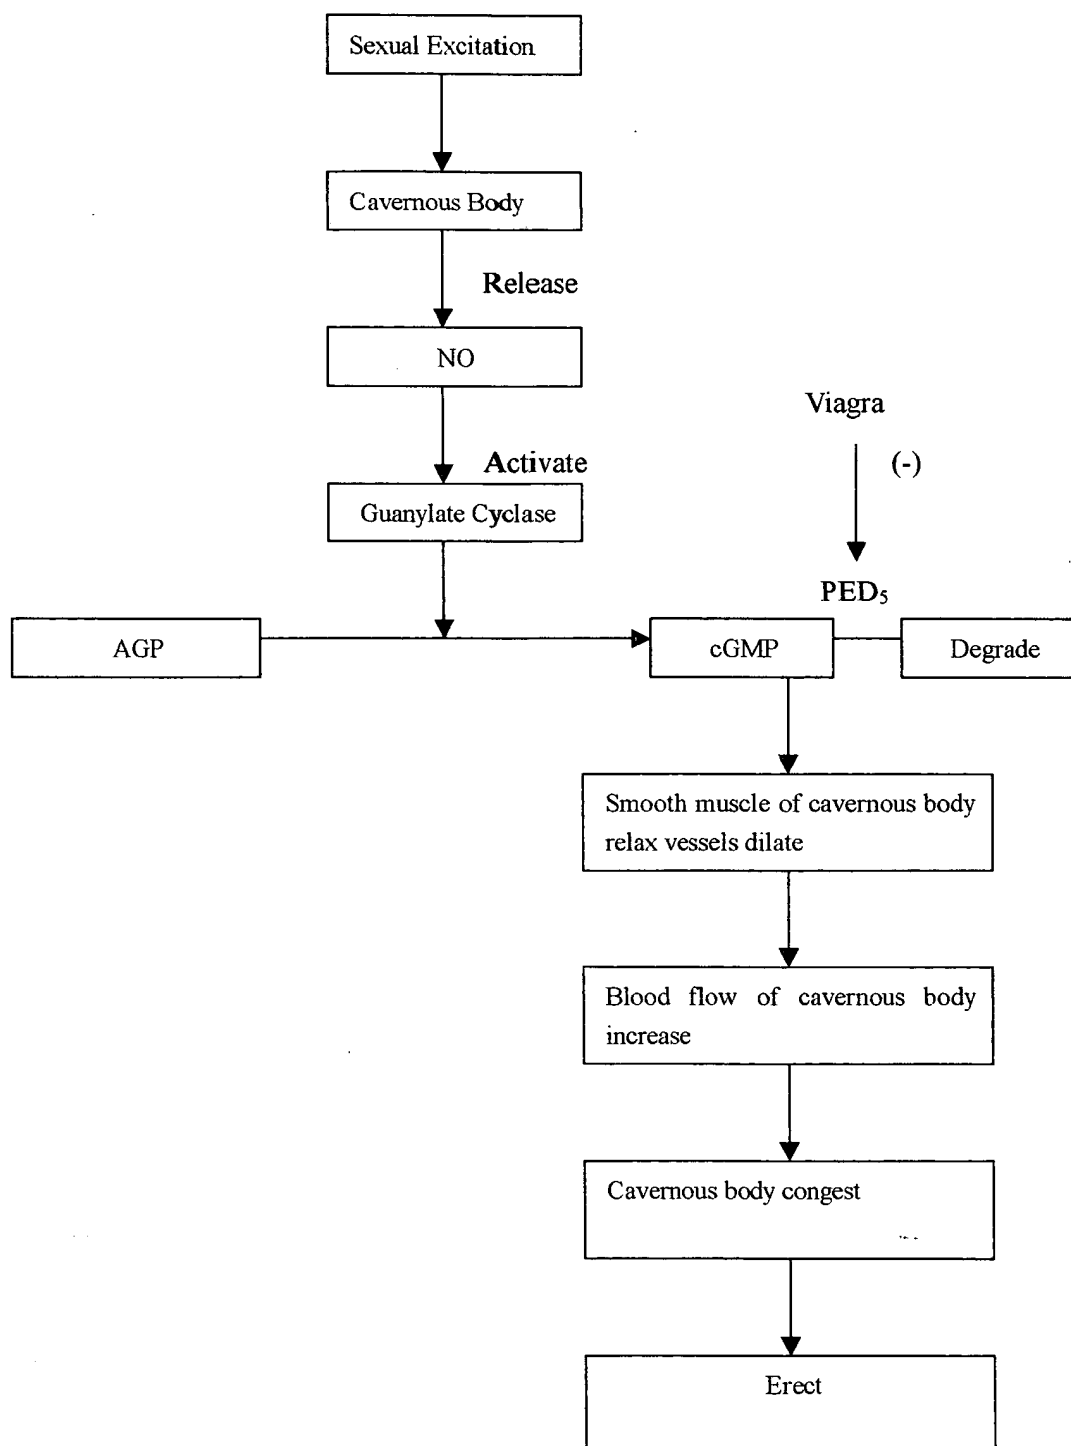 Sexual Excitation
Cavernous Body
Release
NO
Viagra
Activate
(-)
Guanylate Cyclase
PED₅
AGP
cGMP
Degrade
Smooth muscle of cavernous body
relax vessels dilate
Blood flow of cavernous body
increase
Cavernous body congest
Erect